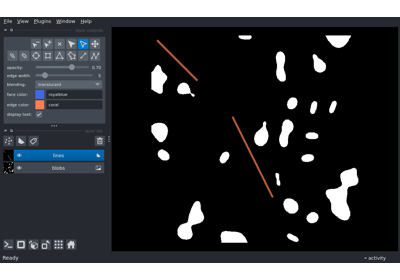 File View Plugins Window Help
opacity: 0.70
edge width: 5
blending: translucent
face color: royalblue
edge color: coral
display text: ✓
lines
blobs
Ready
activity